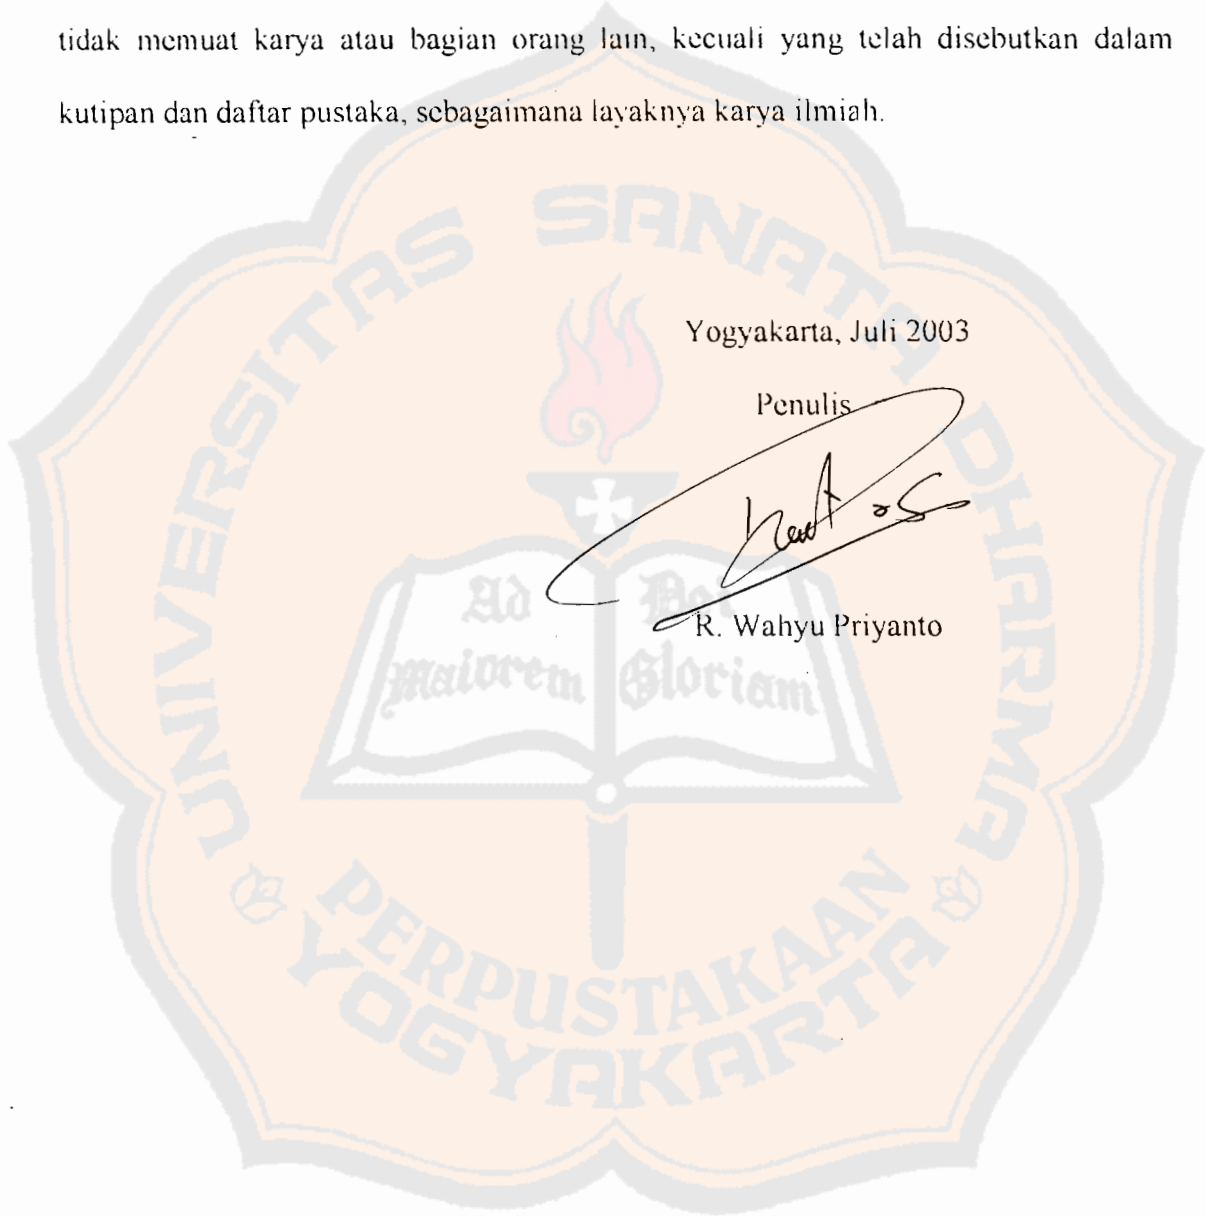 tidak memuat karya atau bagian orang lain, kecuali yang telah disebutkan dalam
kutipan dan daftar pustaka, sebagaimana layaknya karya ilmiah.
UNIVERSITAS SANATA DHARMA
Yogyakarta, Juli 2003
Penulis
Ad Dei
maiorem Gloriam
R. Wahyu Priyanto
PERPUSTAKAAN
YOGYAKARTA